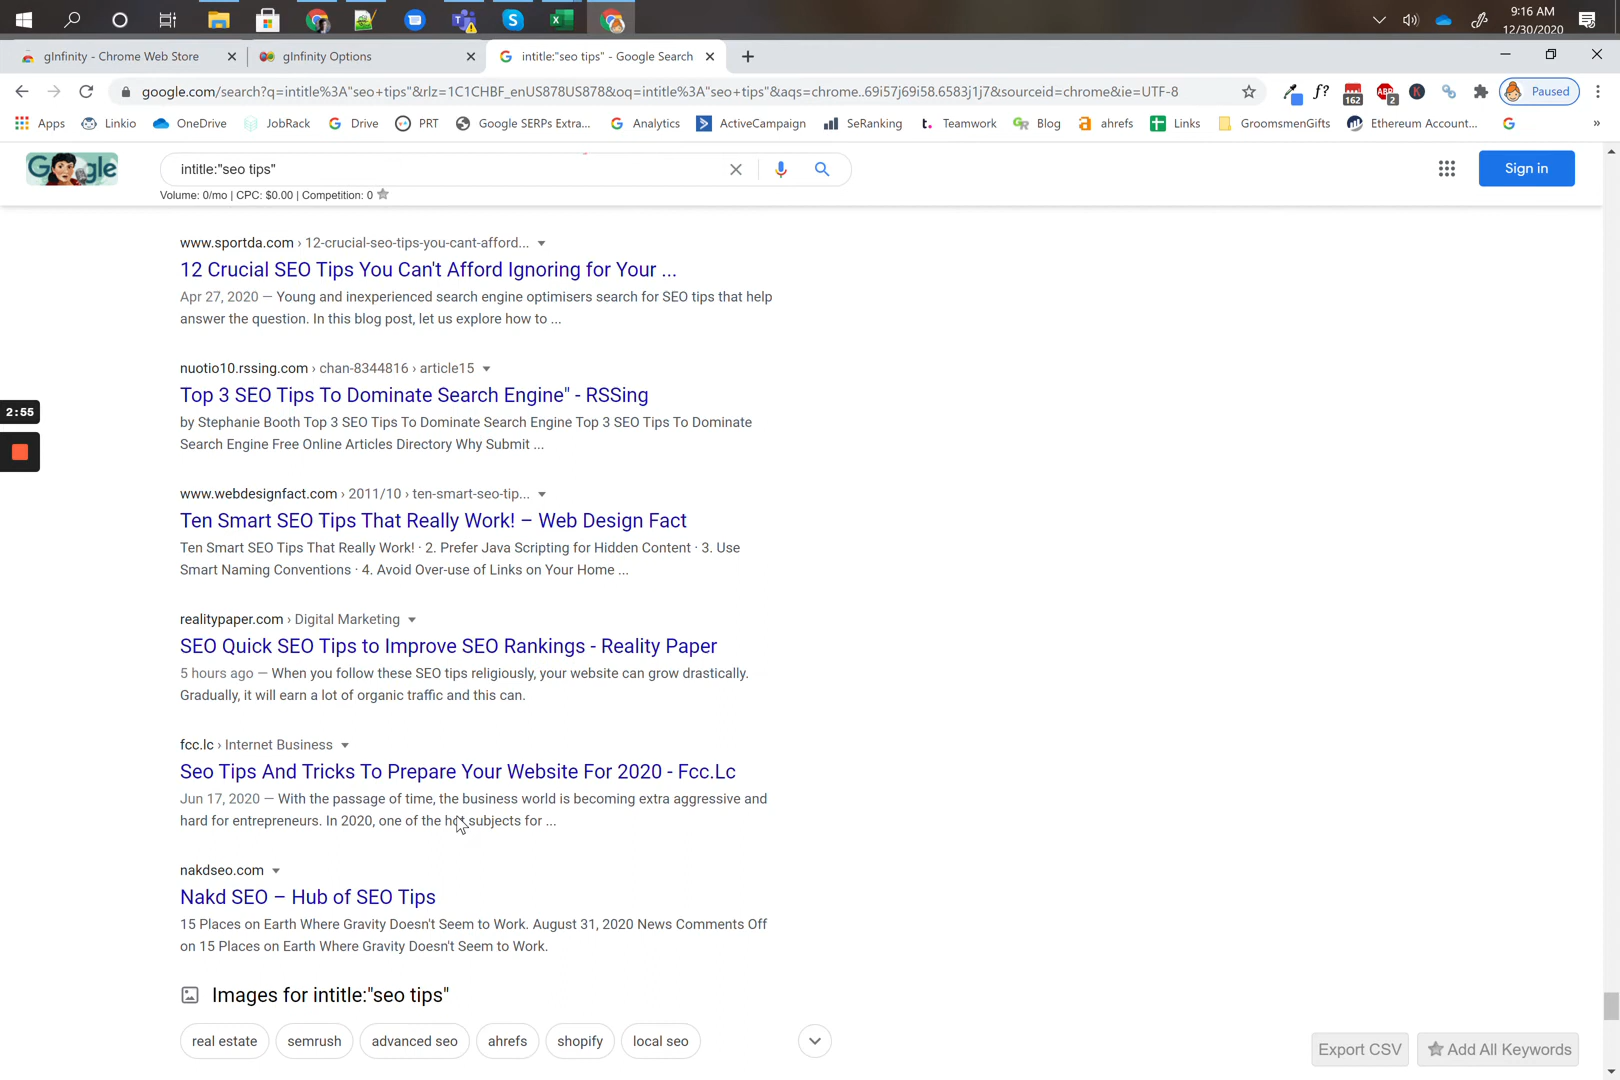 9:16 AM
12/30/2020
gInfinity - Chrome Web Store
gInfinity Options
intitle:"seo tips" - Google Search
google.com/search?q=intitle%3A"seo+tips"&rlz=1C1CHBF_enUS878US878&oq=intitle%3A"seo+tips"&aqs=chrome..69i57j69i58.6583j1j7&sourceid=chrome&ie=UTF-8
f?
162
ABP
2
K
Paused
Apps
Linkio
OneDrive
JobRack
Drive
PRT
Google SERPs Extra...
Analytics
ActiveCampaign
SeRanking
Teamwork
Blog
ahrefs
Links
GroomsmenGifts
Ethereum Account...
»
Google
intitle:"seo tips"
Sign in
Volume: 0/mo | CPC: $0.00 | Competition: 0
www.sportda.com › 12-crucial-seo-tips-you-cant-afford...
12 Crucial SEO Tips You Can't Afford Ignoring for Your ...
Apr 27, 2020 — Young and inexperienced search engine optimisers search for SEO tips that help
answer the question. In this blog post, let us explore how to ...
nuotio10.rssing.com › chan-8344816 › article15
Top 3 SEO Tips To Dominate Search Engine" - RSSing
by Stephanie Booth Top 3 SEO Tips To Dominate Search Engine Top 3 SEO Tips To Dominate
Search Engine Free Online Articles Directory Why Submit ...
2:55
www.webdesignfact.com › 2011/10 › ten-smart-seo-tip...
Ten Smart SEO Tips That Really Work! – Web Design Fact
Ten Smart SEO Tips That Really Work! · 2. Prefer Java Scripting for Hidden Content · 3. Use
Smart Naming Conventions · 4. Avoid Over-use of Links on Your Home ...
realitypaper.com › Digital Marketing
SEO Quick SEO Tips to Improve SEO Rankings - Reality Paper
5 hours ago — When you follow these SEO tips religiously, your website can grow drastically.
Gradually, it will earn a lot of organic traffic and this can.
fcc.lc › Internet Business
Seo Tips And Tricks To Prepare Your Website For 2020 - Fcc.Lc
Jun 17, 2020 — With the passage of time, the business world is becoming extra aggressive and
hard for entrepreneurs. In 2020, one of the hot subjects for ...
nakdseo.com
Nakd SEO – Hub of SEO Tips
15 Places on Earth Where Gravity Doesn't Seem to Work. August 31, 2020 News Comments Off
on 15 Places on Earth Where Gravity Doesn't Seem to Work.
Images for intitle:"seo tips"
real estate
semrush
advanced seo
ahrefs
shopify
local seo
Export CSV
Add All Keywords